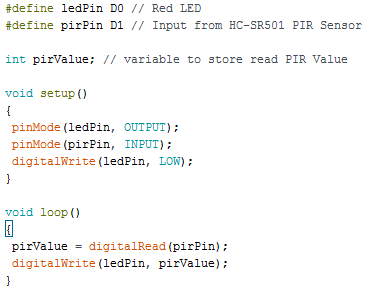 #define ledPin D0 // Red LED
#define pirPin D1 // Input from HC-SR501 PIR Sensor
int pirValue; // variable to store read PIR Value
void setup()
{
pinMode(ledPin, OUTPUT);
pinMode(pirPin, INPUT);
digitalWrite(ledPin, LOW);
}
void loop()
{
pirValue = digitalRead(pirPin);
digitalWrite(ledPin, pirValue);
}